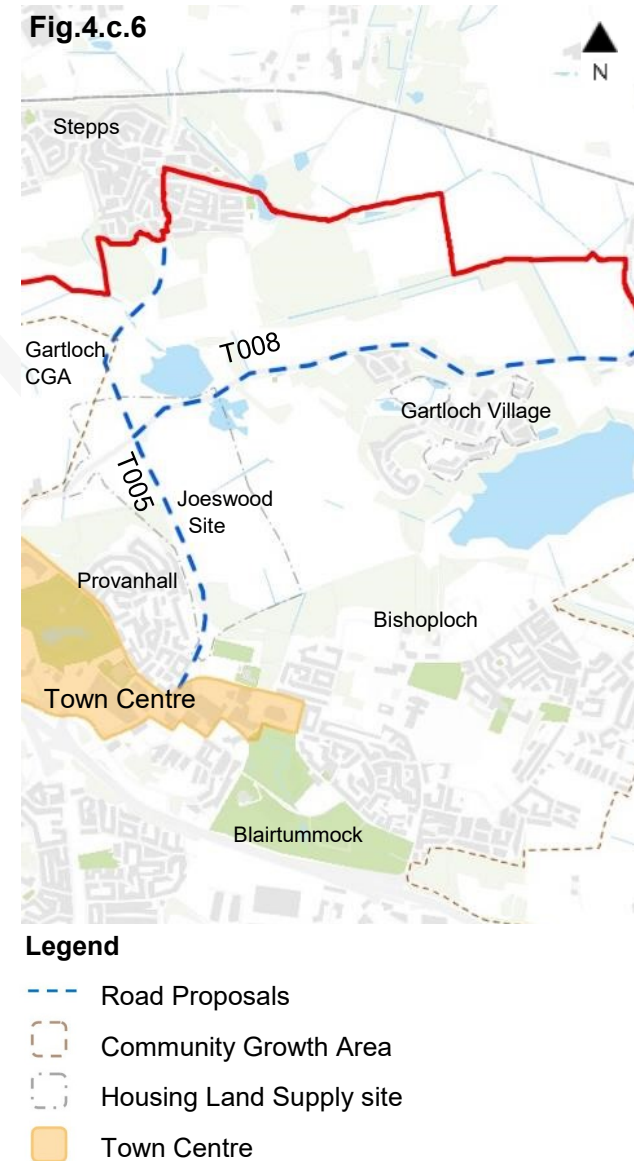 Fig.4.c.6
N
Stepps
Gartloch
CGA
T008
Gartloch Village
T005
Joeswood
Site
Provanhall
Bishoploch
Town Centre
Blairtummock
Legend
Road Proposals
Community Growth Area
Housing Land Supply site
Town Centre